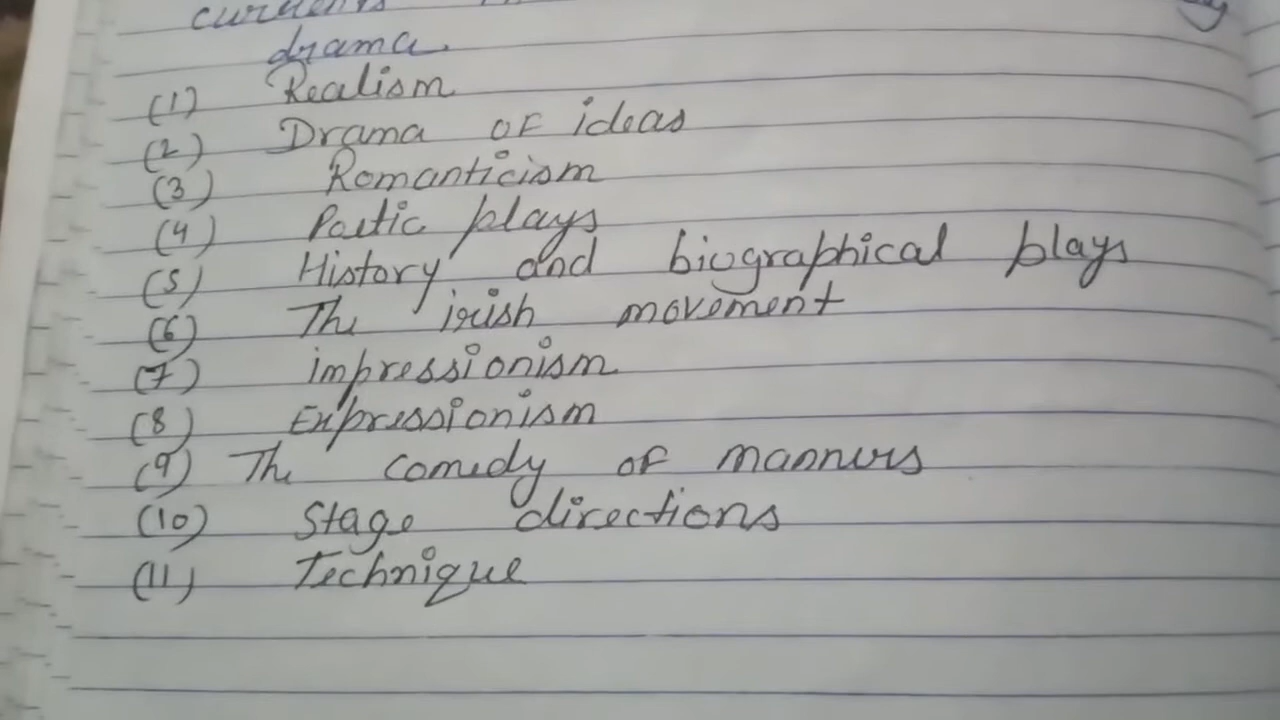 currents
drama.
(1) Realism
(2) Drama OF ideas
(3) Romanticism
(4) Poetic plays
(5) History and biographical plays
(6) The irish movement
(7) impressionism
(8) Expressionism
(9) The comedy OF manners
(10) Stage directions
(11) Technique